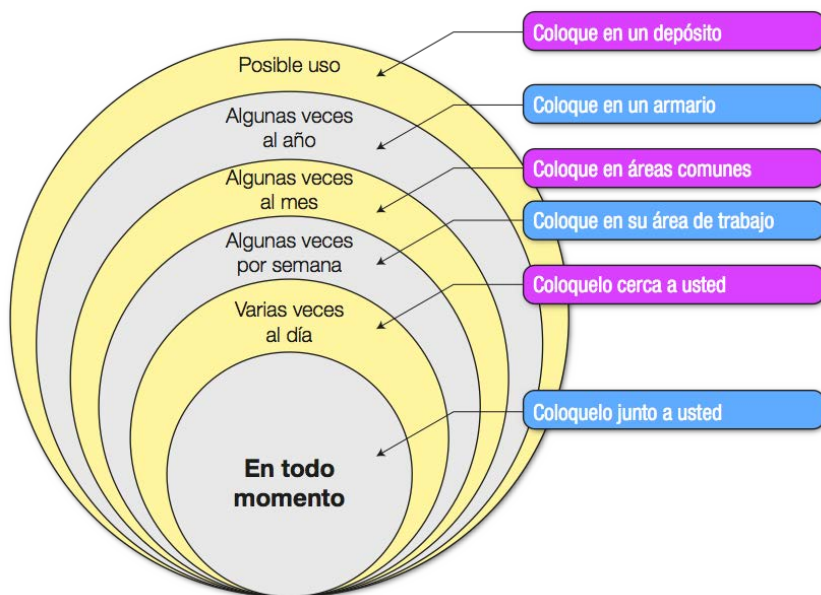 Posible uso
Coloque en un depósito
Algunas veces
al año
Coloque en un armario
Algunas veces
al mes
Coloque en áreas comunes
Algunas veces
por semana
Coloque en su área de trabajo
Varias veces
al día
Coloquelo cerca a usted
En todo
momento
Coloquelo junto a usted